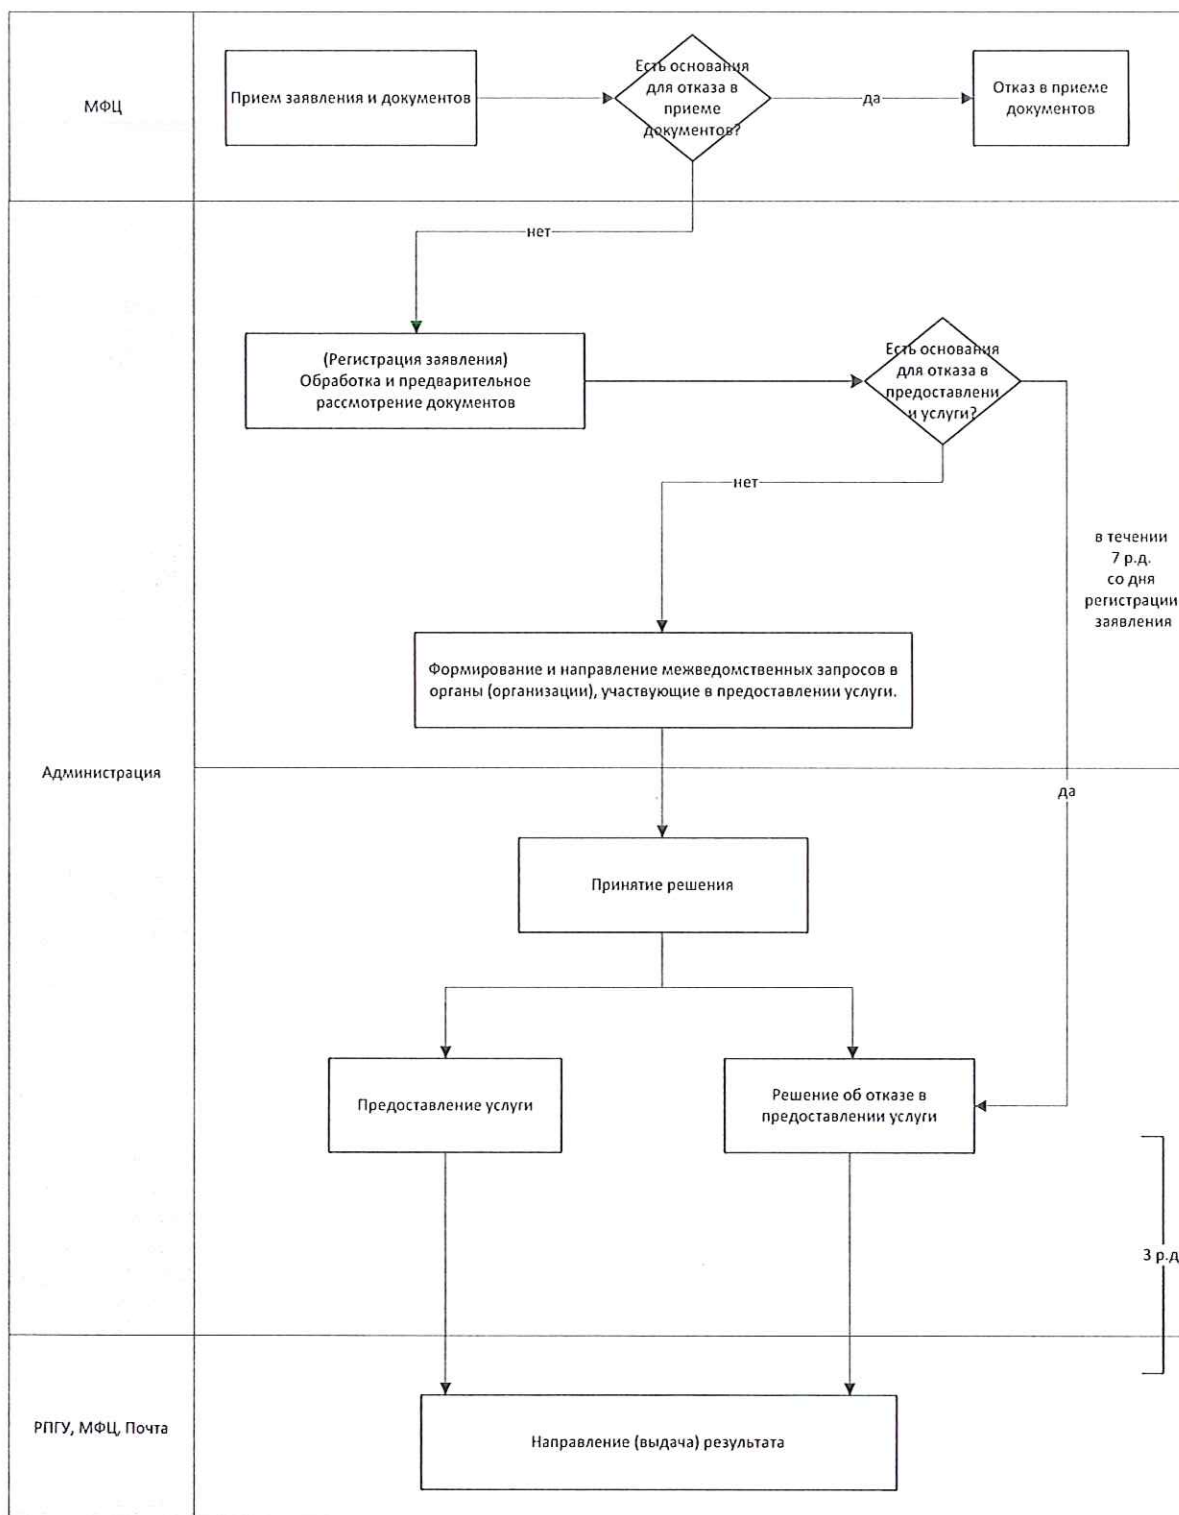 МФЦ
Прием заявления и документов
Есть основания
для отказа в
приеме
документов?
да
Отказ в приеме
документов
нет
(Регистрация заявления)
Обработка и предварительное
рассмотрение документов
Есть основания
для отказа в
предоставлени
и услуги?
нет
в течении
7 р.д.
со дня
регистрации
заявления
Формирование и направление межведомственных запросов в
органы (организации), участвующие в предоставлении услуги.
Администрация
да
Принятие решения
Предоставление услуги
Решение об отказе в
предоставлении услуги
3 р.д
РПГУ, МФЦ, Почта
Направление (выдача) результата